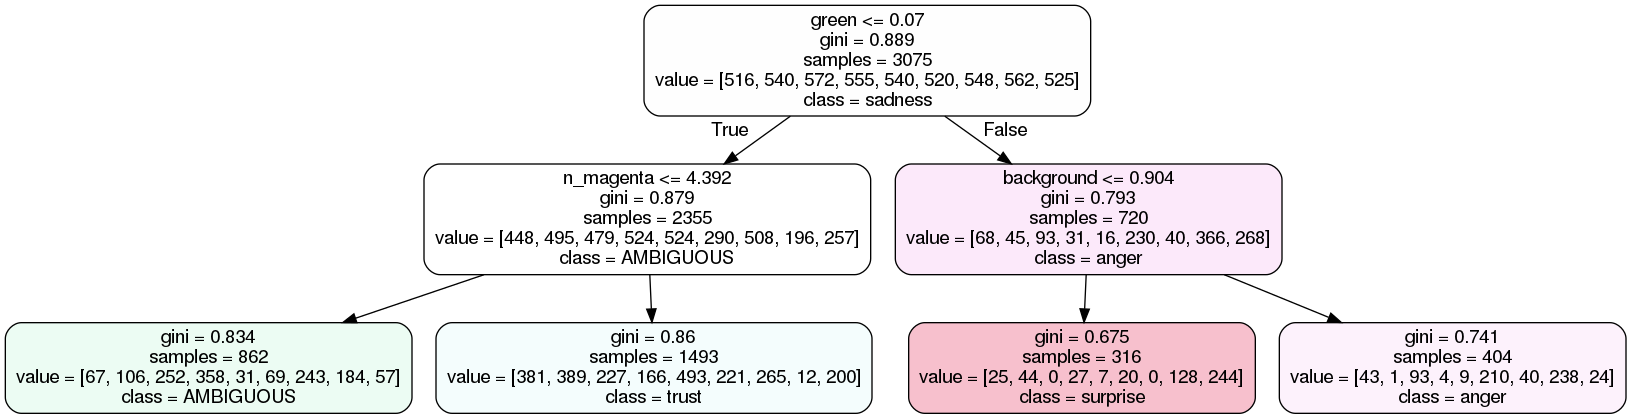 green <= 0.07
gini = 0.889
samples = 3075
value = [516, 540, 572, 555, 540, 520, 548, 562, 525]
class = sadness
True
False
n_magenta <= 4.392
gini = 0.879
samples = 2355
value = [448, 495, 479, 524, 524, 290, 508, 196, 257]
class = AMBIGUOUS
background <= 0.904
gini = 0.793
samples = 720
value = [68, 45, 93, 31, 16, 230, 40, 366, 268]
class = anger
gini = 0.834
samples = 862
value = [67, 106, 252, 358, 31, 69, 243, 184, 57]
class = AMBIGUOUS
gini = 0.86
samples = 1493
value = [381, 389, 227, 166, 493, 221, 265, 12, 200]
class = trust
gini = 0.675
samples = 316
value = [25, 44, 0, 27, 7, 20, 0, 128, 244]
class = surprise
gini = 0.741
samples = 404
value = [43, 1, 93, 4, 9, 210, 40, 238, 24]
class = anger